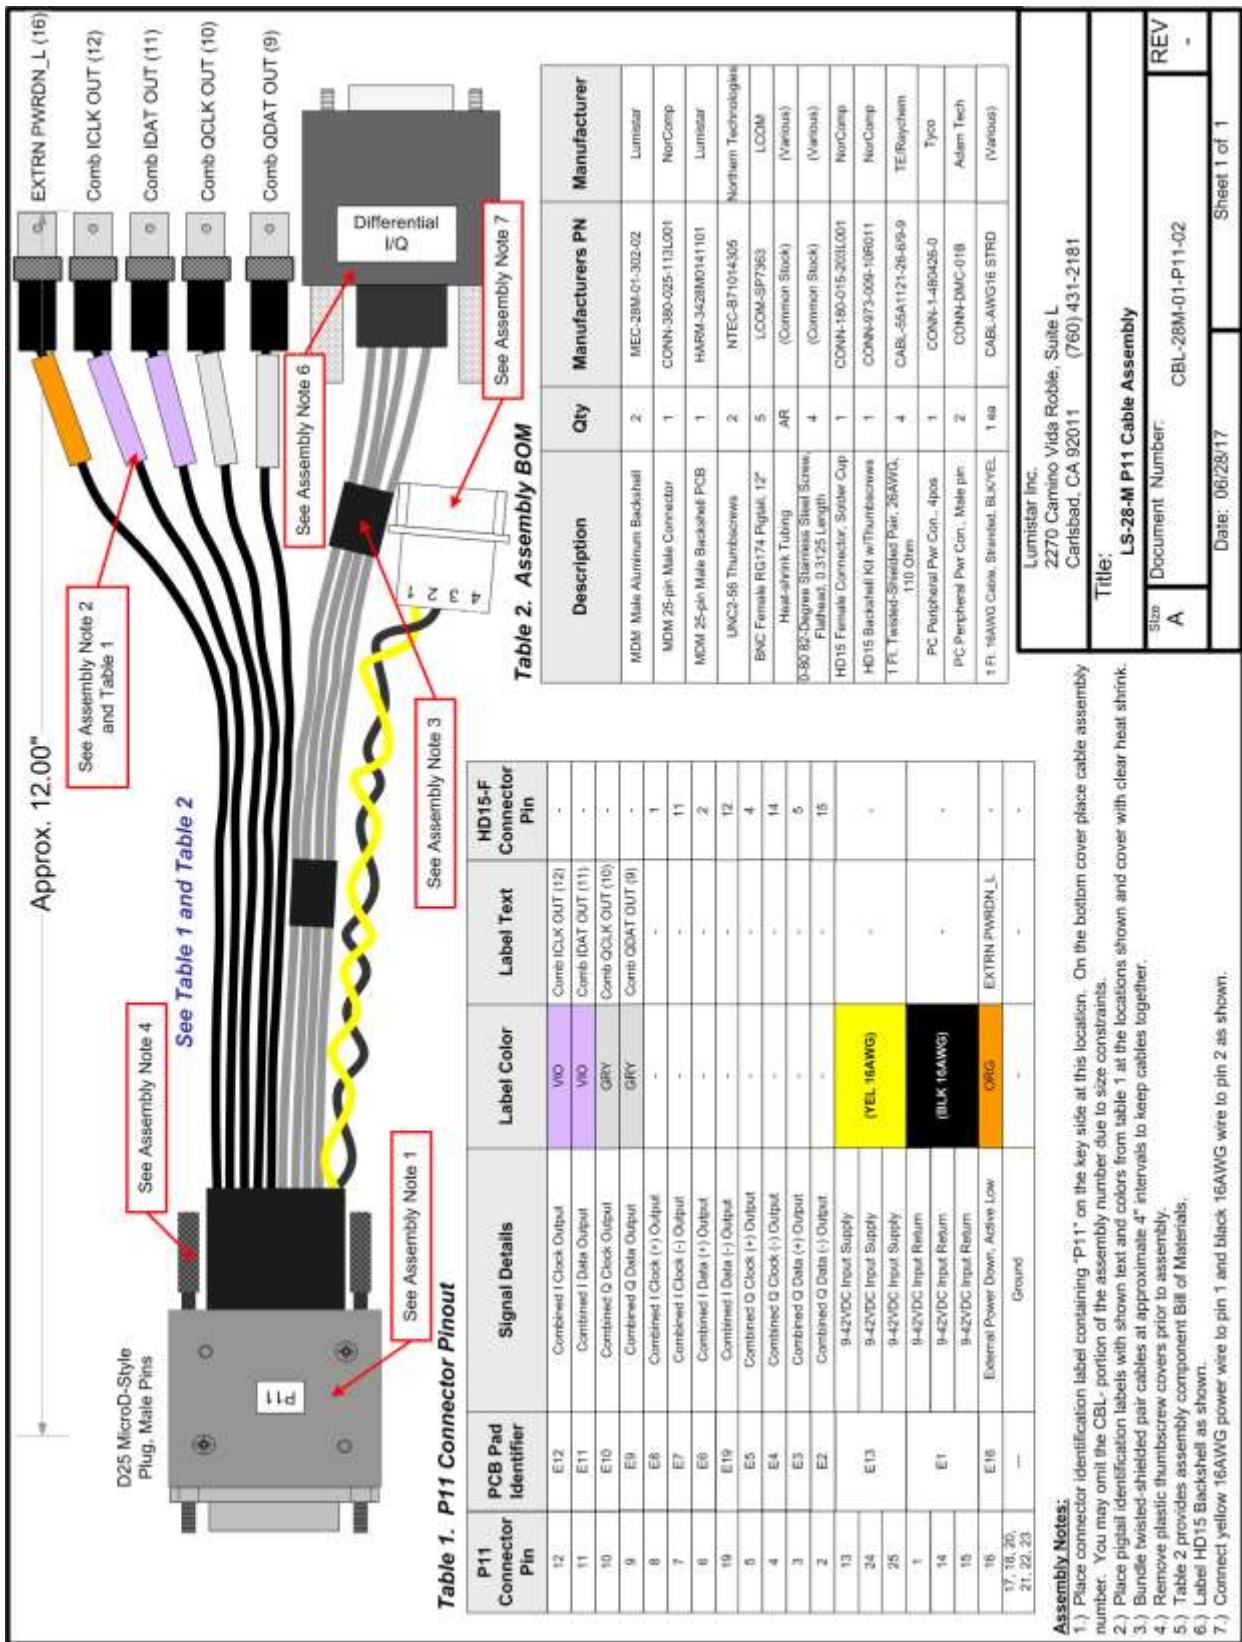 Approx. 12.00"
D25 MicroD-Style
Plug, Male Pins
See Assembly Note 4
See Assembly Note 2
and Table 1
See Table 1 and Table 2
EXTRN PWRDN_L (16)
Comb ICLK OUT (12)
Comb IDAT OUT (11)
Comb QCLK OUT (10)
Comb QDAT OUT (9)
P11
See Assembly Note 1
See Assembly Note 3
See Assembly Note 6
Differential
I/Q
See Assembly Note 7
1
2
3
4
Table 1. P11 Connector Pinout
P11 Connector Pin PCB Pad Identifier Signal Details Label Color Label Text HD15-F Connector Pin
12 E12 Combined I Clock Output VIO Comb ICLK OUT (12) -
11 E11 Combined I Data Output VIO Comb IDAT OUT (11) -
10 E10 Combined Q Clock Output GRY Comb QCLK OUT (10) -
9 E9 Combined Q Data Output GRY Comb QDAT OUT (9) -
8 E8 Combined I Clock (+) Output - - 1
7 E7 Combined I Clock (-) Output - - 11
6 E6 Combined I Data (+) Output - - 2
19 E19 Combined I Data (-) Output - - 12
5 E5 Combined Q Clock (+) Output - - 4
4 E4 Combined Q Clock (-) Output - - 14
3 E3 Combined Q Data (+) Output - - 5
2 E2 Combined Q Data (-) Output - - 15
13 E13 9-42VDC Input Supply (YEL 16AWG) - -
24 9-42VDC Input Supply
25 9-42VDC Input Supply
1 E1 9-42VDC Input Return (BLK 16AWG) - -
14 9-42VDC Input Return
15 9-42VDC Input Return
16 E16 External Power Down, Active Low ORG EXTRN PWRDN_L -
17, 18, 20, 21, 22, 23 --- Ground - - -
Table 2. Assembly BOM
Description Qty Manufacturers PN Manufacturer
MDM Male Aluminum Backshell 2 MEC-28M-01-302-02 Lumistar
MDM 25-pin Male Connector 1 CONN-380-025-113L001 NorComp
MDM 25-pin Male Backshell PCB 1 HARM-3428M0141101 Lumistar
UNC2-56 Thumbscrews 2 NTEC-B71014305 Northern Technologies
BNC Female RG174 Pigtail, 12" 5 LCOM-SP7363 LCOM
Heat-shrink Tubing AR (Common Stock) (Various)
0-80 82-Degree Stainless Steel Screw, Flathead, 0.3125 Length 4 (Common Stock) (Various)
HD15 Female Connector, Solder Cup 1 CONN-180-015-203L001 NorComp
HD15 Backshell Kit w/Thumbscrews 1 CONN-973-009-10R011 NorComp
1 Ft. Twisted-Shielded Pair, 26AWG, 110 Ohm 4 CABL-55A1121-26-6/9-9 TE/Raychem
PC Peripheral Pwr Con., 4pos 1 CONN-1-480426-0 Tyco
PC Peripheral Pwr Con., Male pin 2 CONN-DMC-01B Adam Tech
1 Ft. 16AWG Cable, Stranded, BLK/YEL 1 ea CABL-AWG16 STRD (Various)
Assembly Notes:
1.) Place connector identification label containing "P11" on the key side at this location. On the bottom cover place cable assembly
number. You may omit the CBL- portion of the assembly number due to size constraints.
2.) Place pigtail identification labels with shown text and colors from table 1 at the locations shown and cover with clear heat shrink.
3.) Bundle twisted-shielded pair cables at approximate 4" intervals to keep cables together.
4.) Remove plastic thumbscrew covers prior to assembly.
5.) Table 2 provides assembly component Bill of Materials.
6.) Label HD15 Backshell as shown.
7.) Connect yellow 16AWG power wire to pin 1 and black 16AWG wire to pin 2 as shown.
Lumistar Inc.
2270 Camino Vida Roble, Suite L
Carlsbad, CA 92011 (760) 431-2181
Title:
LS-28-M P11 Cable Assembly
Size
A
Document Number:
CBL-28M-01-P11-02
REV
-
Date: 06/28/17
Sheet 1 of 1